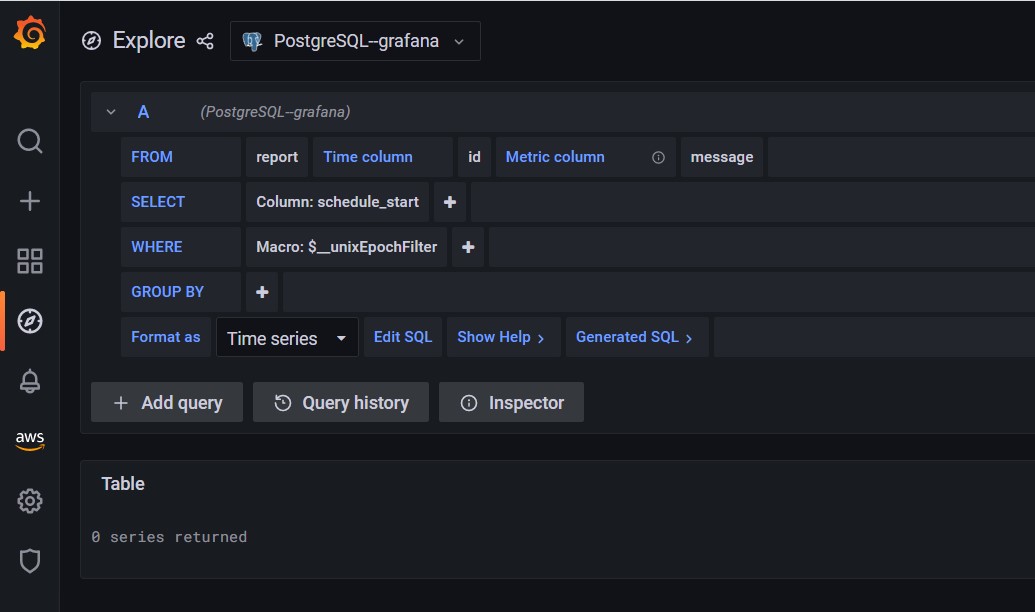 Explore PostgreSQL--grafana
A (PostgreSQL--grafana)
FROM report Time column id Metric column message
SELECT Column: schedule_start +
WHERE Macro: $__unixEpochFilter +
GROUP BY +
Format as Time series Edit SQL Show Help > Generated SQL >
+ Add query Query history Inspector
aws
Table
0 series returned